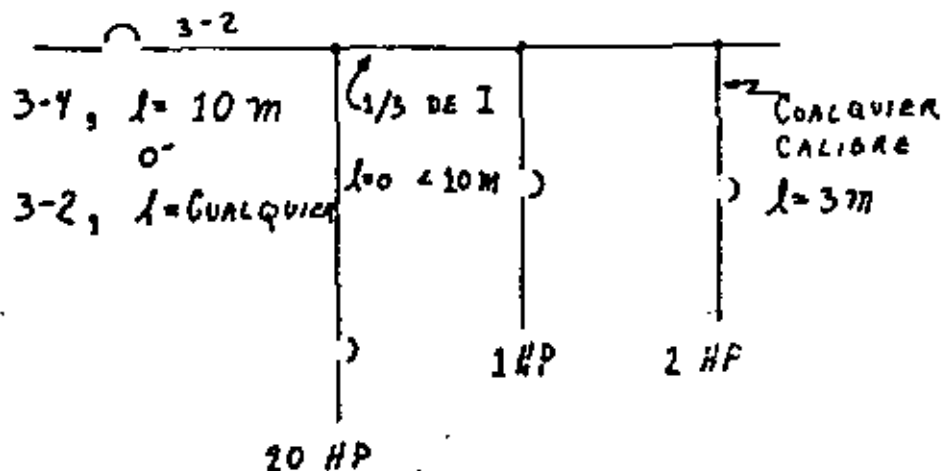 3-2
3-4, l= 10 m
o
3-2, l=CUALQUIER
1/3 DE I
l=0 < 10M
CUALQUIER
CALIBRE
l= 3 m
1 HP
2 HP
20 HP